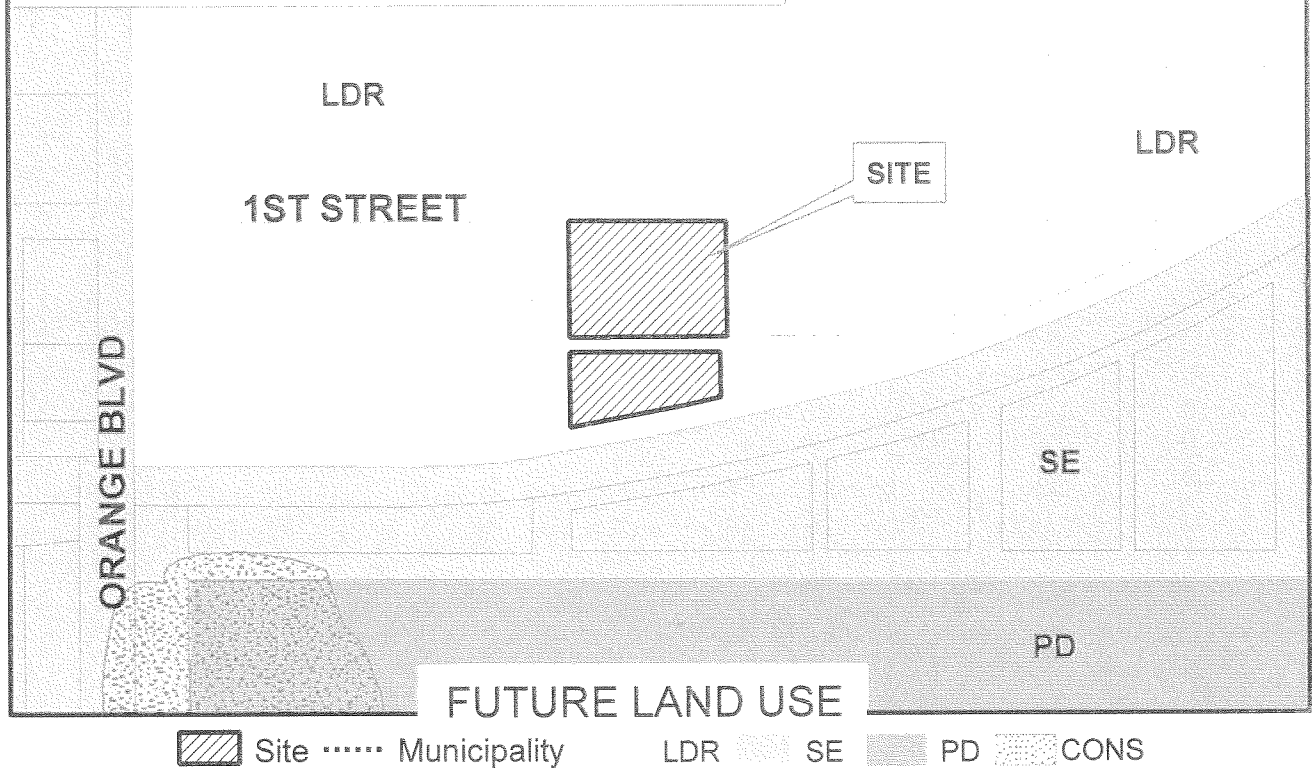 LDR
LDR
SITE
1ST STREET
ORANGE BLVD
SE
PD
FUTURE LAND USE
Site Municipality LDR SE PD CONS